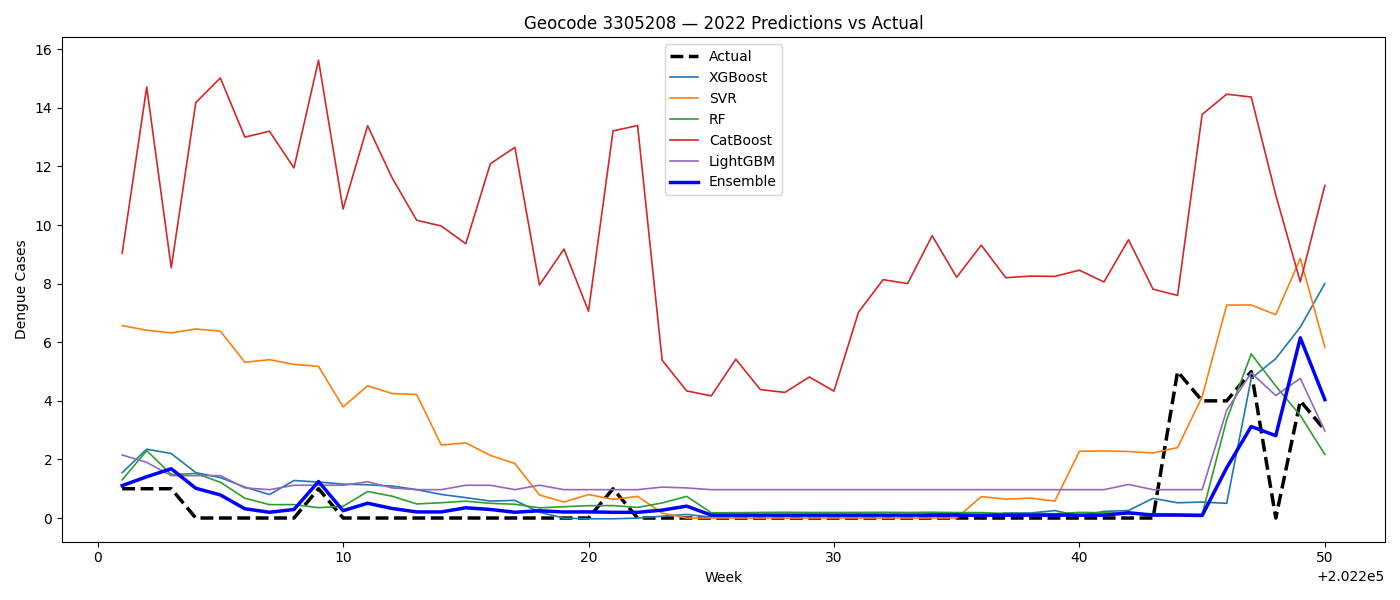 Geocode 3305208 — 2022 Predictions vs Actual
16
14
12
10
8
6
4
2
0
Dengue Cases
Actual
XGBoost
SVR
RF
CatBoost
LightGBM
Ensemble
0
10
20
30
40
50
Week
+2.022e5